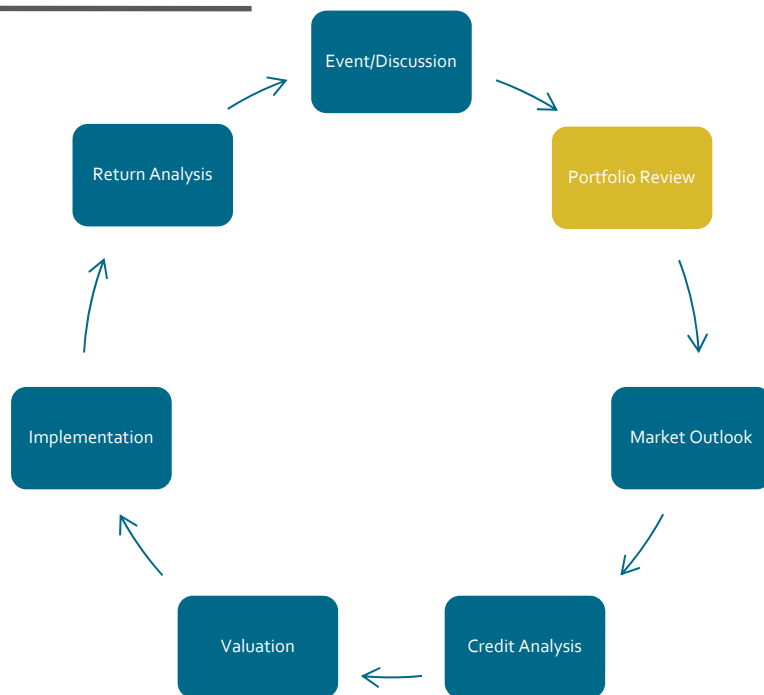 Event/Discussion
Portfolio Review
Market Outlook
Credit Analysis
Valuation
Implementation
Return Analysis